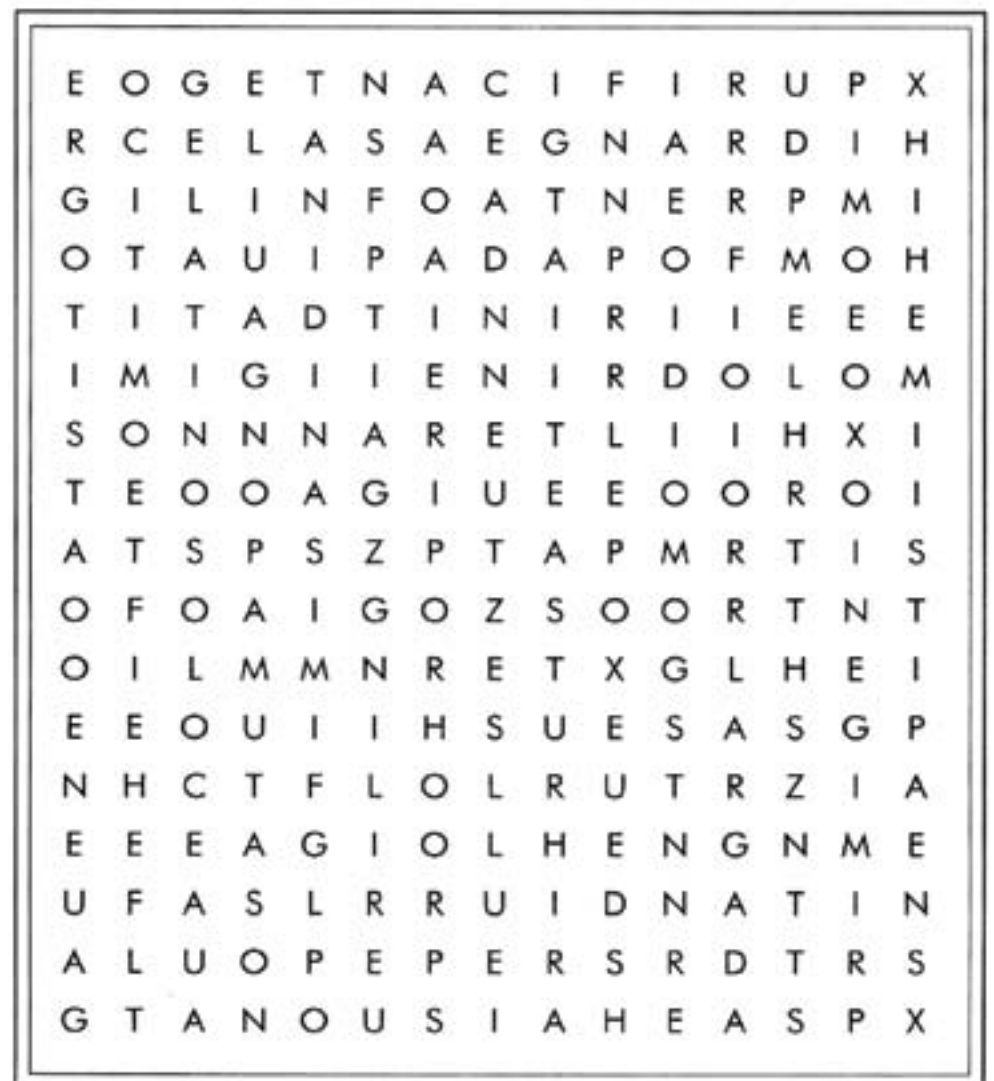 E O G E T N A C I F I R U P X
R C E L A S A E G N A R D I H
G I L I N F O A T N E R P M I
O T A U I P A D A P O F M O H
T I T A D T I N I R I I E E E
I M I G I I E N I R D O L O M
S O N N N A R E T L I I H X I
T E O O A G I U E E O O R O I
A T S P S Z P T A P M R T I S
O F O A I G O Z S O O R T N T
O I L M M N R E T X G L H E I
E E O U I I H S U E S A S G P
N H C T F L O L R U T R Z I A
E E E A G I O L H E N G N M E
U F A S L R R U I D N A T I N
A L U O P E P E R S R D T R S
G T A N O U S I A H E A S P X